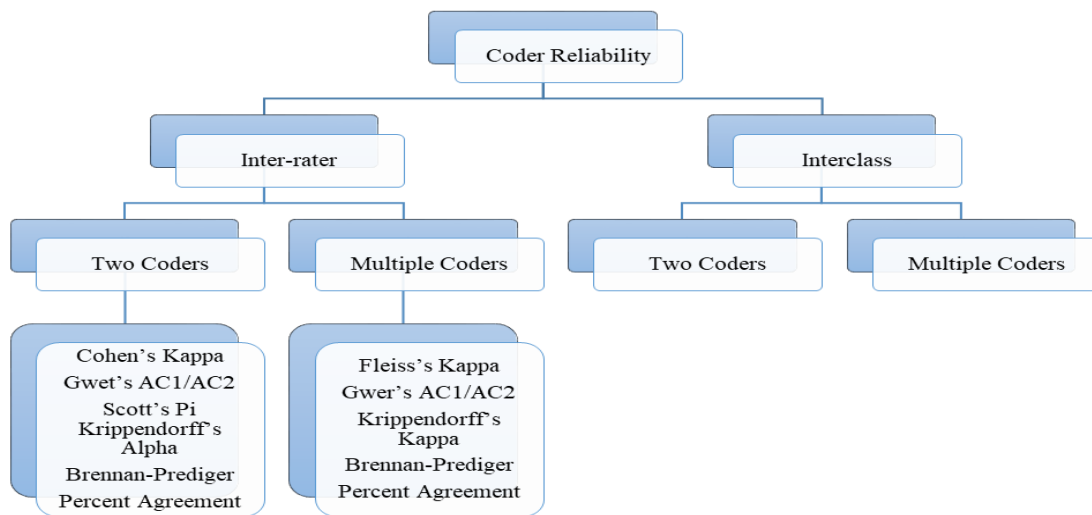 Coder Reliability
Inter-rater
Interclass
Two Coders
Multiple Coders
Two Coders
Multiple Coders
Cohen’s Kappa
Gwet’s AC1/AC2
Scott’s Pi
Krippendorff’s
Alpha
Brennan-Prediger
Percent Agreement
Fleiss’s Kappa
Gwer’s AC1/AC2
Krippendorff’s
Kappa
Brennan-Prediger
Percent Agreement